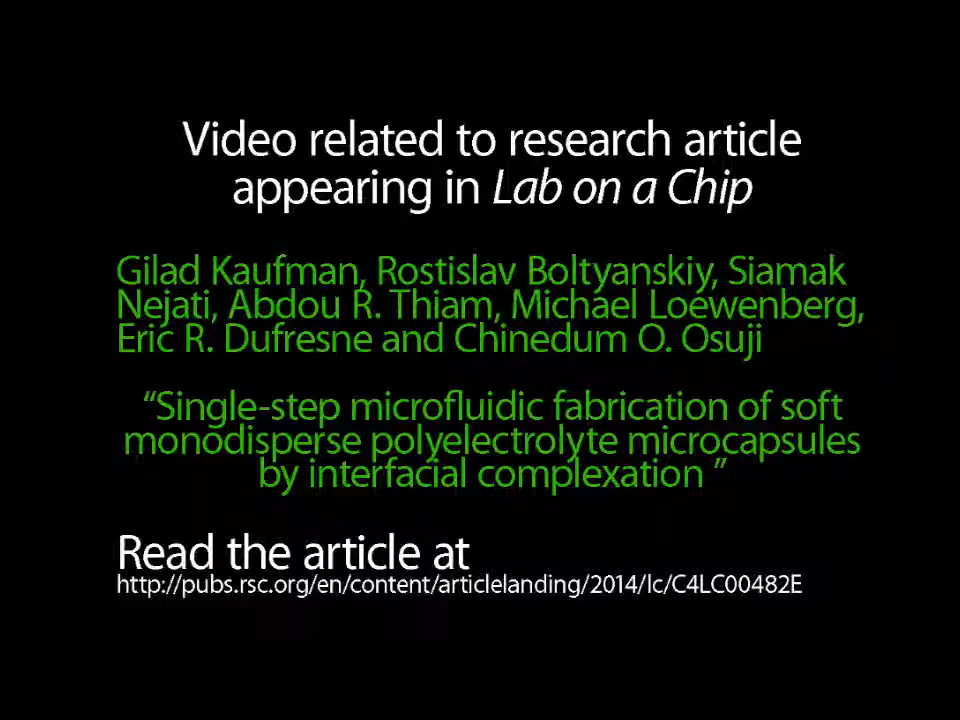 Video related to research article
appearing in Lab on a Chip
Gilad Kaufman, Rostislav Boltyanskiy, Siamak
Nejati, Abdou R. Thiam, Michael Loewenberg,
Eric R. Dufresne and Chinedum O. Osuji
“Single-step microfluidic fabrication of soft
monodisperse polyelectrolyte microcapsules
by interfacial complexation ”
Read the article at
http://pubs.rsc.org/en/content/articlelanding/2014/lc/C4LC00482E